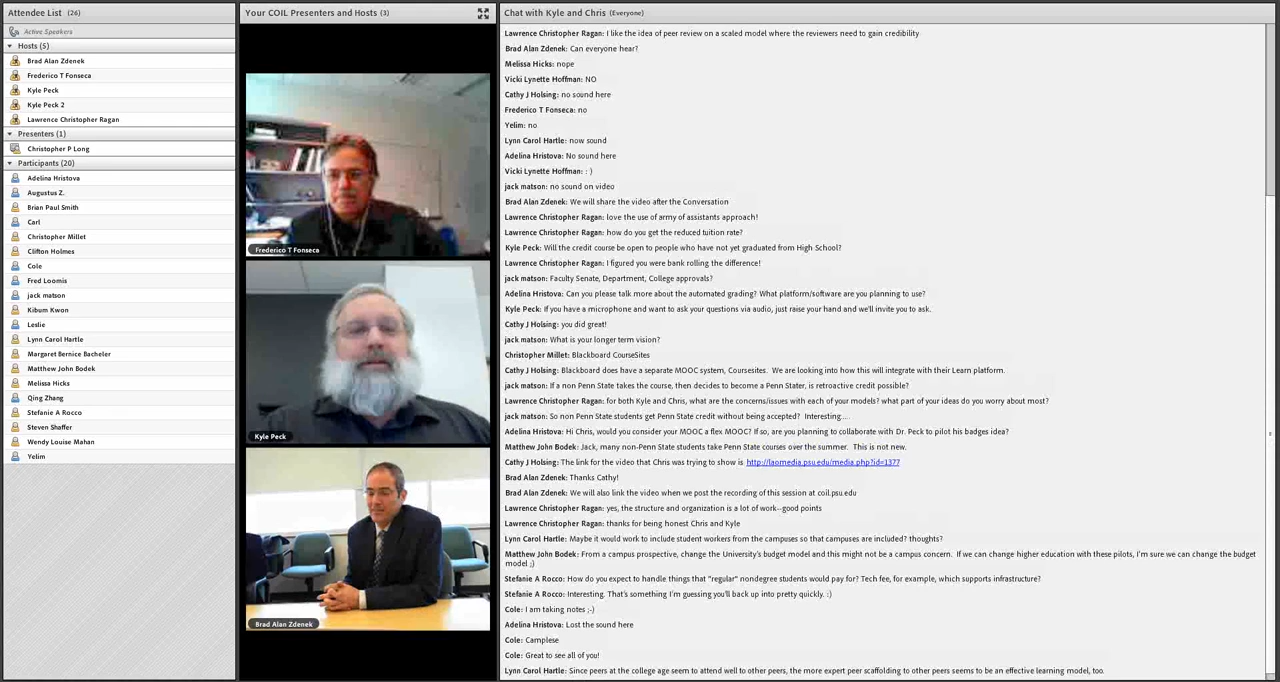 Attendee List (26)
Active Speakers
Hosts (5)
Brad Alan Zdenek
Frederico T Fonseca
Kyle Peck
Kyle Peck 2
Lawrence Christopher Ragan
Presenters (1)
Christopher P Long
Participants (20)
Adelina Hristova
Augustus Z.
Brian Paul Smith
Carl
Christopher Millet
Clifton Holmes
Cole
Fred Loomis
jack matson
Kibum Kwon
Leslie
Lynn Carol Hartle
Margaret Bernice Bacheler
Matthew John Bodek
Melissa Hicks
Qing Zhang
Stefanie A Rocco
Steven Shaffer
Wendy Louise Mahan
Yelim
Your COIL Presenters and Hosts (3)
Frederico T Fonseca
Kyle Peck
Brad Alan Zdenek
Chat with Kyle and Chris (Everyone)
Lawrence Christopher Ragan: I like the idea of peer review on a scaled model where the reviewers need to gain credibility
Brad Alan Zdenek: Can everyone hear?
Melissa Hicks: nope
Vicki Lynette Hoffman: NO
Cathy J Holsing: no sound here
Frederico T Fonseca: no
Yelim: no
Lynn Carol Hartle: now sound
Adelina Hristova: No sound here
Vicki Lynette Hoffman: : )
jack matson: no sound on video
Brad Alan Zdenek: We will share the video after the Conversation
Lawrence Christopher Ragan: love the use of army of assistants approach!
Lawrence Christopher Ragan: how do you get the reduced tuition rate?
Kyle Peck: Will the credit course be open to people who have not yet graduated from High School?
Lawrence Christopher Ragan: I figured you were bank rolling the difference!
jack matson: Faculty Senate, Department, College approvals?
Adelina Hristova: Can you please talk more about the automated grading? What platform/software are you planning to use?
Kyle Peck: If you have a microphone and want to ask your questions via audio, just raise your hand and we'll invite you to ask.
Cathy J Holsing: you did great!
jack matson: What is your longer term vision?
Christopher Millet: Blackboard CourseSites
Cathy J Holsing: Blackboard does have a separate MOOC system, Coursesites. We are looking into how this will integrate with their Learn platform.
jack matson: If a non Penn State takes the course, then decides to become a Penn Stater, is retroactive credit possible?
Lawrence Christopher Ragan: for both Kyle and Chris, what are the concerns/issues with each of your models? what part of your ideas do you worry about most?
jack matson: So non Penn State students get Penn State credit without being accepted? Interesting....
Adelina Hristova: Hi Chris, would you consider your MOOC a flex MOOC? If so, are you planning to collaborate with Dr. Peck to pilot his badges idea?
Matthew John Bodek: Jack, many non-Penn State students take Penn State courses over the summer. This is not new.
Cathy J Holsing: The link for the video that Chris was trying to show is http://laomedia.psu.edu/media.php?id=1377
Brad Alan Zdenek: Thanks Cathy!
Brad Alan Zdenek: We will also link the video when we post the recording of this session at coil.psu.edu
Lawrence Christopher Ragan: yes, the structure and organization is a lot of work--good points
Lawrence Christopher Ragan: thanks for being honest Chris and Kyle
Lynn Carol Hartle: Maybe it would work to include student workers from the campuses so that campuses are included? thoughts?
Matthew John Bodek: From a campus prospective, change the University's budget model and this might not be a campus concern. If we can change higher education with these pilots, I'm sure we can change the budget
model ;)
Stefanie A Rocco: How do you expect to handle things that "regular" nondegree students would pay for? Tech fee, for example, which supports infrastructure?
Stefanie A Rocco: Interesting. That's something I'm guessing you'll back up into pretty quickly. :)
Cole: I am taking notes ;-)
Adelina Hristova: Lost the sound here
Cole: Camplese
Cole: Great to see all of you!
Lynn Carol Hartle: Since peers at the college age seem to attend well to other peers, the more expert peer scaffolding to other peers seems to be an effective learning model, too.